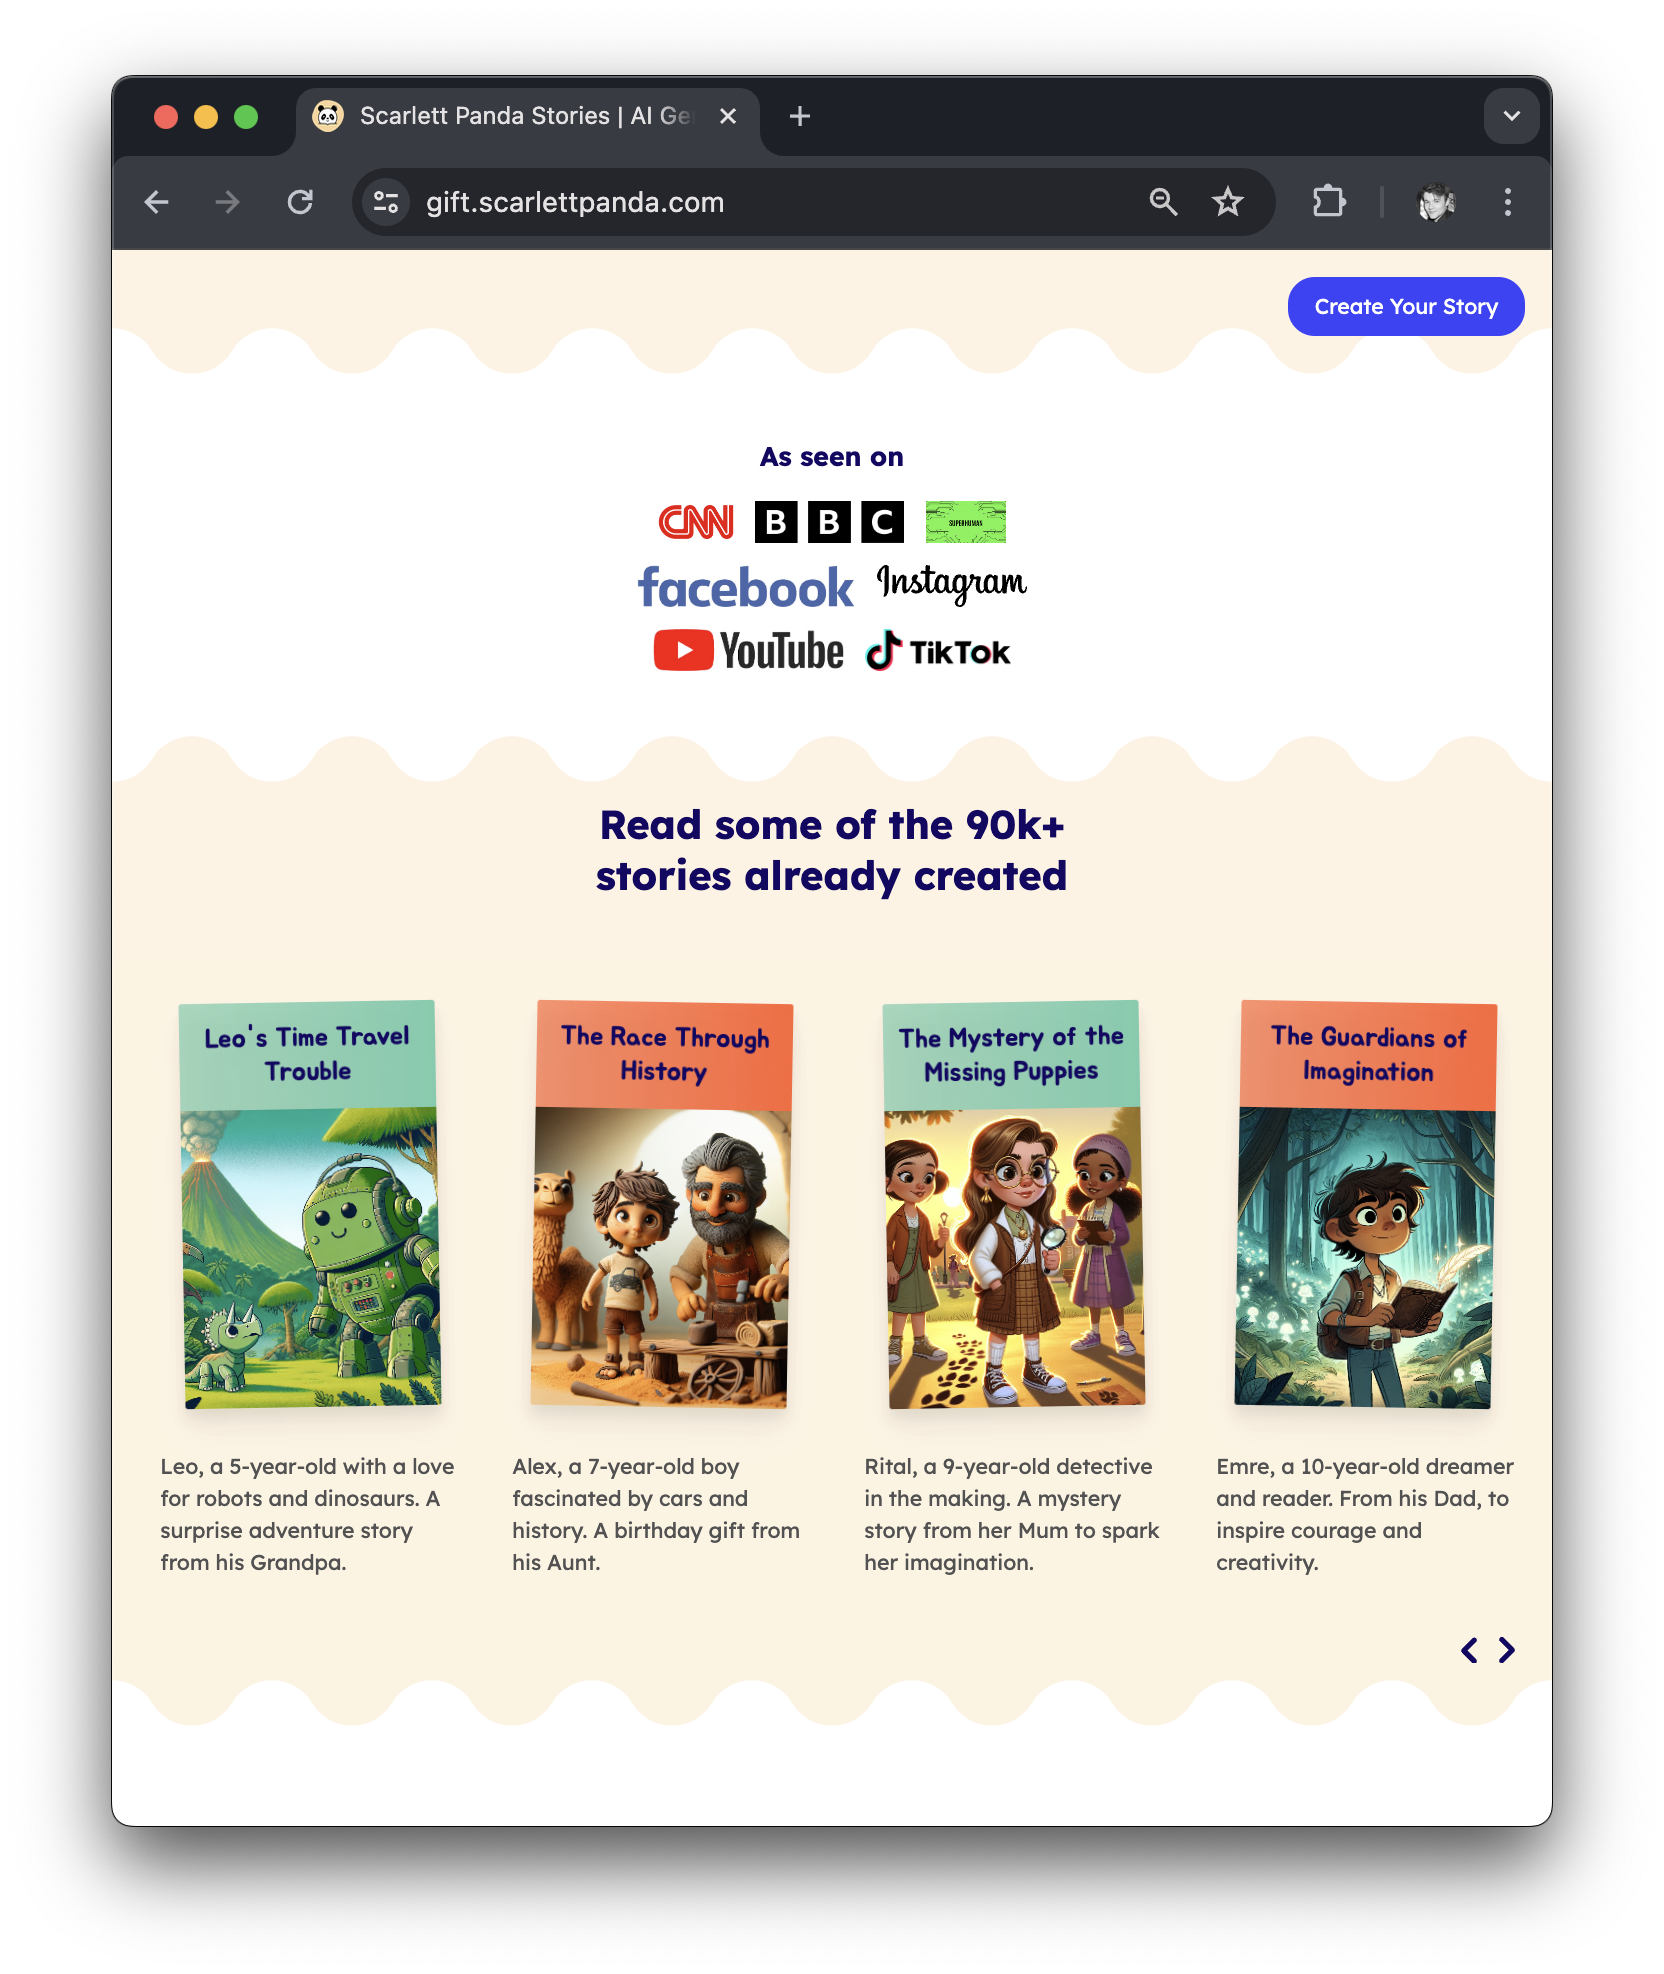 Scarlett Panda Stories | AI Ge
gift.scarlettpanda.com
Create Your Story
As seen on
CNN BBC SUPERHUMAN
facebook Instagram
YouTube TikTok
Read some of the 90k+
stories already created
Leo's Time Travel
Trouble
The Race Through
History
The Mystery of the
Missing Puppies
The Guardians of
Imagination
Leo, a 5-year-old with a love
for robots and dinosaurs. A
surprise adventure story
from his Grandpa.
Alex, a 7-year-old boy
fascinated by cars and
history. A birthday gift from
his Aunt.
Rital, a 9-year-old detective
in the making. A mystery
story from her Mum to spark
her imagination.
Emre, a 10-year-old dreamer
and reader. From his Dad, to
inspire courage and
creativity.